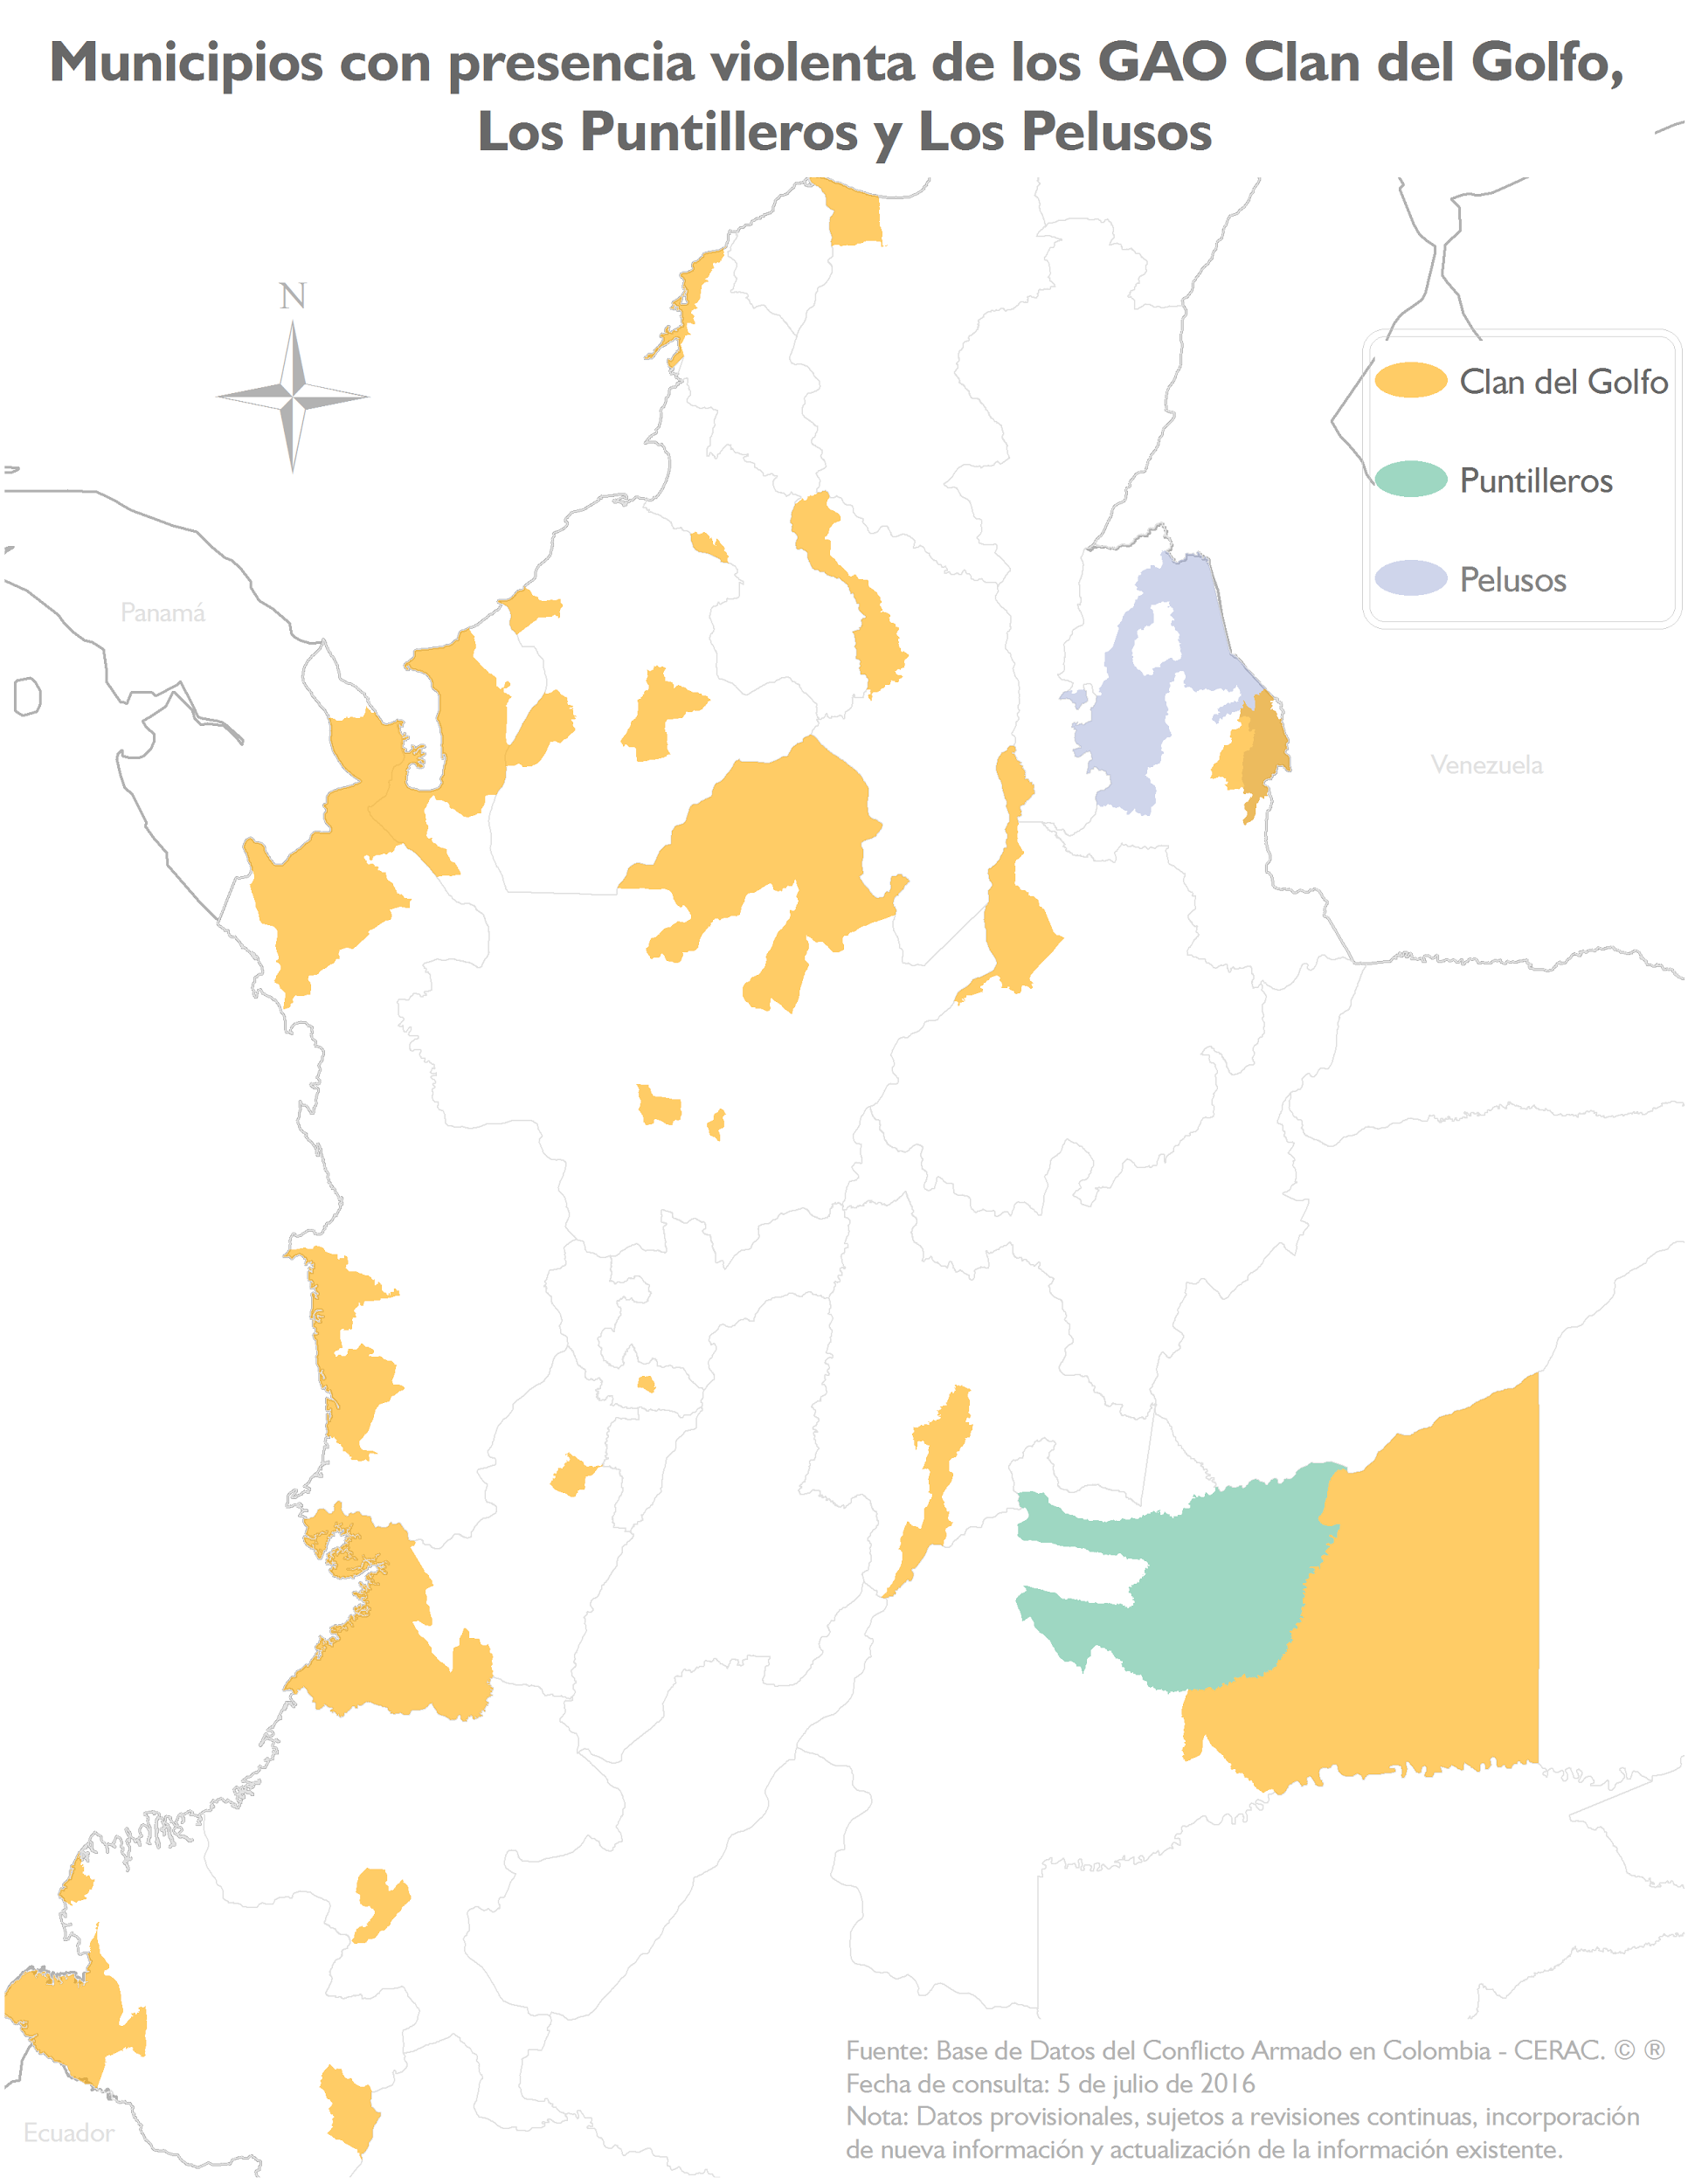 Municipios con presencia violenta de los GAO Clan del Golfo,
Los Puntilleros y Los Pelusos
N
Clan del Golfo
Puntilleros
Pelusos
Panamá
Venezuela
Ecuador
Fuente: Base de Datos del Conflicto Armado en Colombia - CERAC. © ®
Fecha de consulta: 5 de julio de 2016
Nota: Datos provisionales, sujetos a revisiones continuas, incorporación
de nueva información y actualización de la información existente.